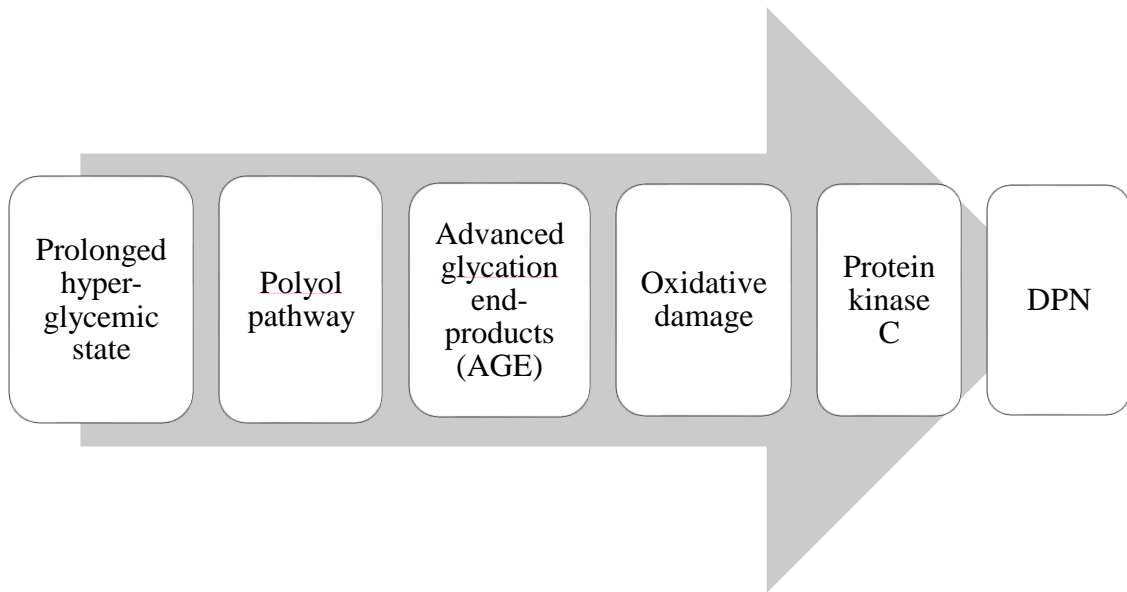 Prolonged
hyper-
glycemic
state
Polyol
pathway
Advanced
glycation
end-
products
(AGE)
Oxidative
damage
Protein
kinase
C
DPN